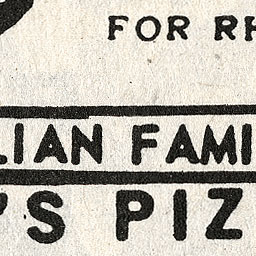 FOR RH
LIAN FAMI
'S PIZ